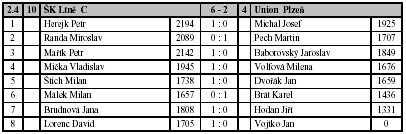 2.4 10 ŠK Líně C 6 - 2 4 Union Plzeň
1 Herejk Petr 2194 1 : 0 Michal Josef 1925
2 Randa Miroslav 2089 0 : 1 Pech Martin 1707
3 Mařík Petr 2142 1 : 0 Baborovský Jaroslav 1849
4 Mička Vladislav 1945 1 : 0 Volfová Milena 1676
5 Štich Milan 1738 1 : 0 Dvořák Jan 1659
6 Málek Milan 1657 0 : 1 Brát Karel 1436
7 Brudnová Jana 1808 1 : 0 Hodan Jiří 1331
8 Lorenc David 1705 1 : 0 Vojtko Jan 0